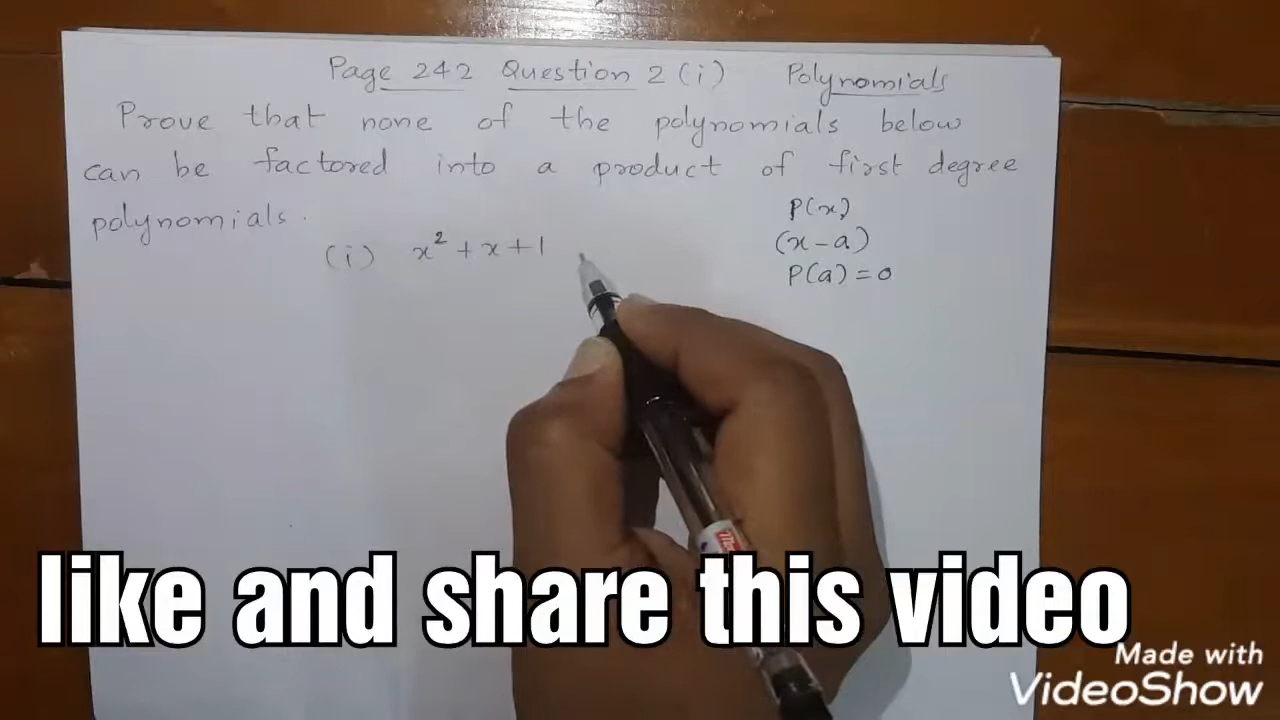 Page 242 Question 2 (i) Polynomials
Prove that none of the polynomials below
can be factored into a product of first degree
polynomials.
P(x)
(x-a)
(i) x² + x + 1
P(a) = 0
like and share this video
Made with
VideoShow